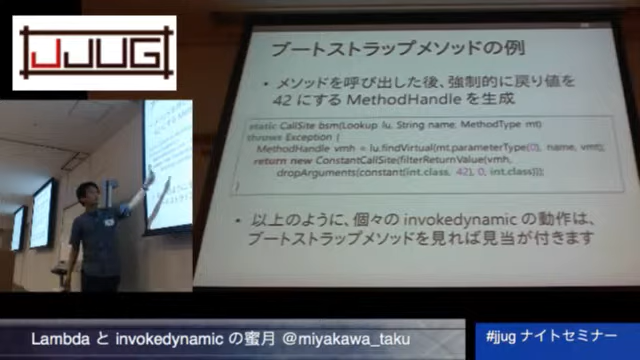 JJUG
ブートストラップメソッドの例
• メソッドを呼び出した後、強制的に戻り値を
42 にする MethodHandle を生成
static CallSite bsm(Lookup lu, String name, MethodType mt)
throws Exception {
MethodHandle vmh = lu.findVirtual(mt.parameterType(0), name, vmt);
return new ConstantCallSite(filterReturnValue(vmh,
dropArguments(constant(int.class, 42), 0, int.class)));
}
• 以上のように、個々の invokedynamic の動作は、
ブートストラップメソッドを見れば見当が付きます
Lambda と invokedynamic の蜜月 @miyakawa_taku
#jjug ナイトセミナー